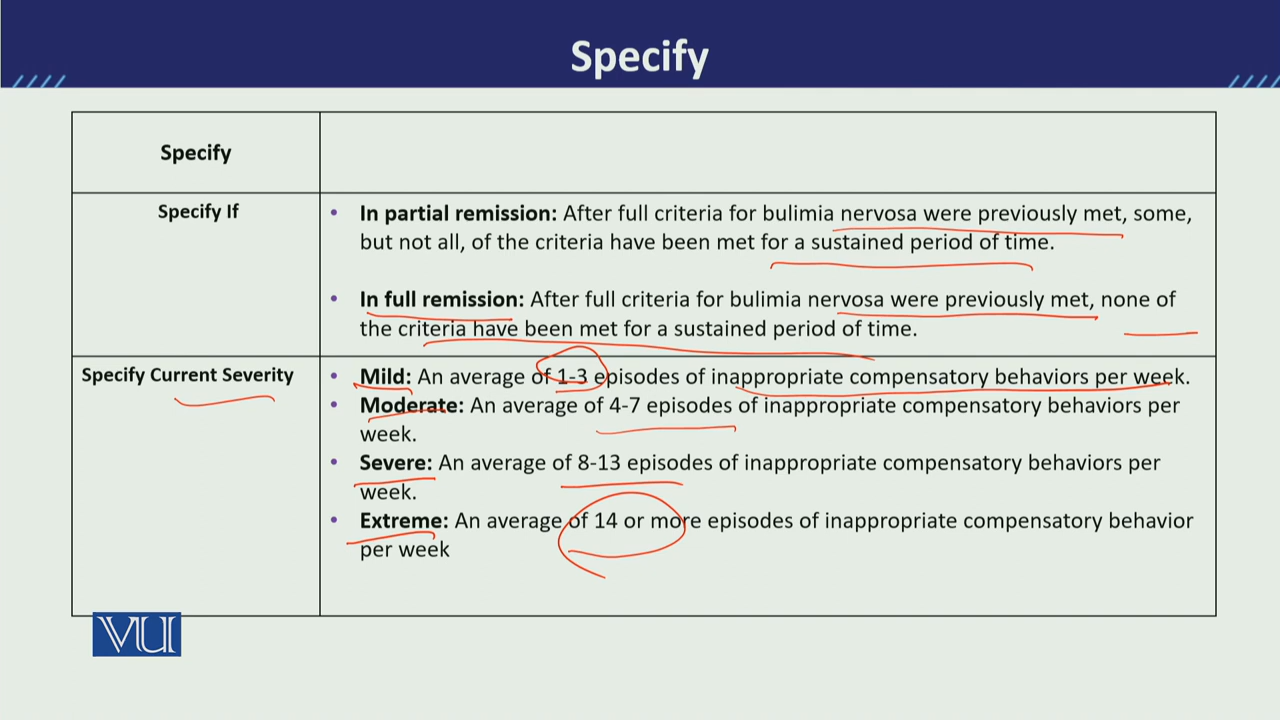 Specify
Specify
Specify If
• In partial remission: After full criteria for bulimia nervosa were previously met, some,
but not all, of the criteria have been met for a sustained period of time.
• In full remission: After full criteria for bulimia nervosa were previously met, none of
the criteria have been met for a sustained period of time.
Specify Current Severity
• Mild: An average of 1-3 episodes of inappropriate compensatory behaviors per week.
• Moderate: An average of 4-7 episodes of inappropriate compensatory behaviors per
week.
• Severe: An average of 8-13 episodes of inappropriate compensatory behaviors per
week.
• Extreme: An average of 14 or more episodes of inappropriate compensatory behavior
per week
VU